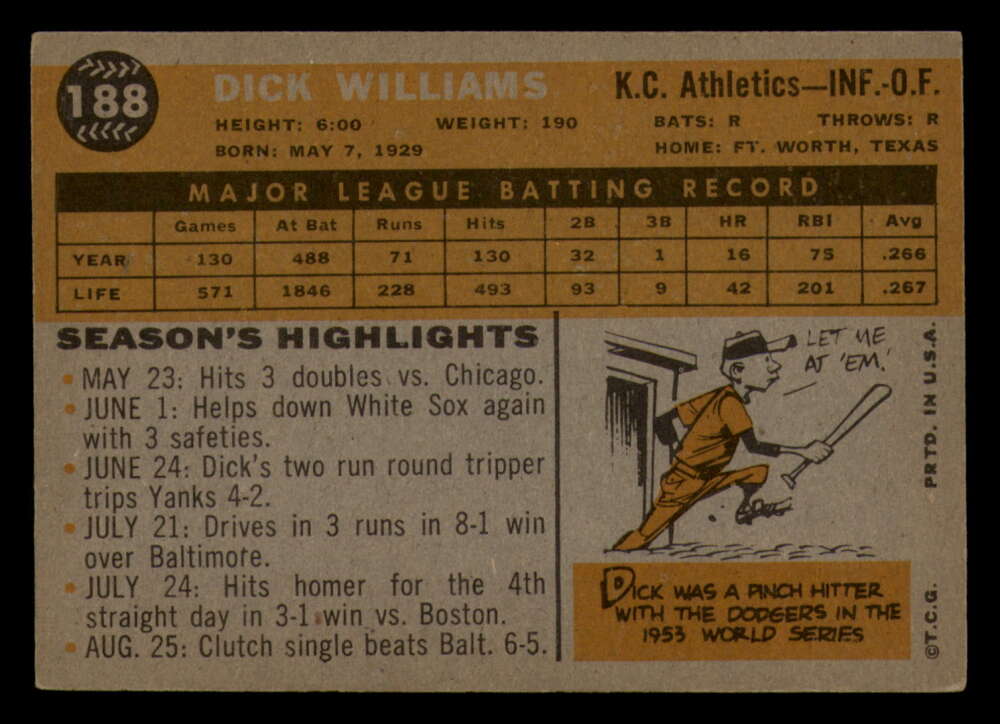 188
DICK WILLIAMS
K.C. Athletics—INF.-O.F.
HEIGHT: 6:00 WEIGHT: 190 BATS: R THROWS: R
BORN: MAY 7, 1929 HOME: FT. WORTH, TEXAS
MAJOR LEAGUE BATTING RECORD
Games At Bat Runs Hits 2B 3B HR RBI Avg
YEAR 130 488 71 130 32 1 16 75 .266
LIFE 571 1846 228 493 93 9 42 201 .267
SEASON'S HIGHLIGHTS
• MAY 23: Hits 3 doubles vs. Chicago.
• JUNE 1: Helps down White Sox again
with 3 safeties.
• JUNE 24: Dick's two run round tripper
trips Yanks 4-2.
• JULY 21: Drives in 3 runs in 8-1 win
over Baltimore.
• JULY 24: Hits homer for the 4th
straight day in 3-1 win vs. Boston.
• AUG. 25: Clutch single beats Balt. 6-5.
LET ME
AT 'EM.'
DICK WAS A PINCH HITTER
WITH THE DODGERS IN THE
1953 WORLD SERIES
©T.C.G. PRTD. IN U.S.A.